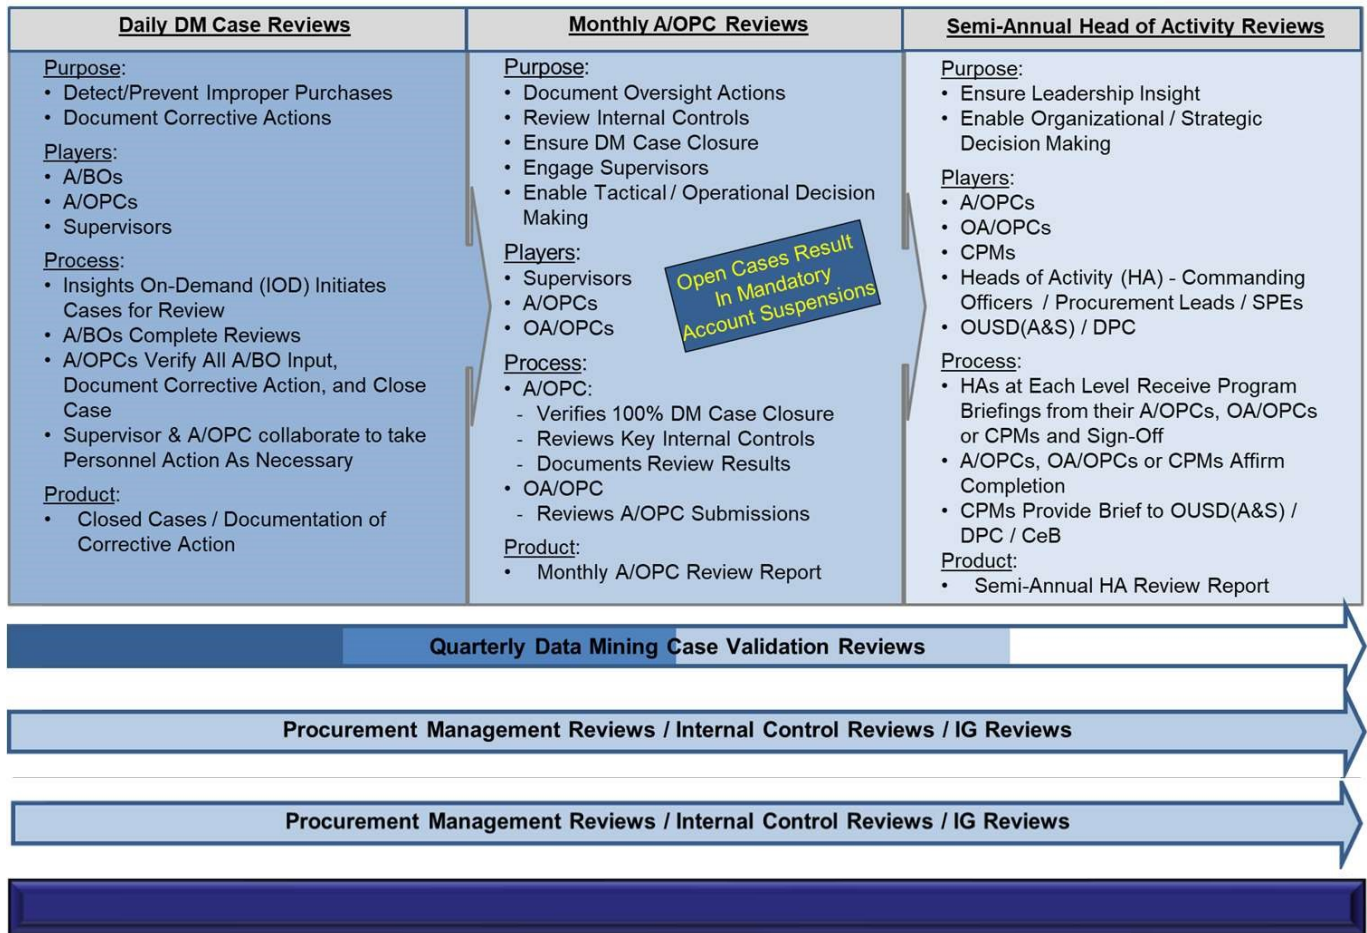 Daily DM Case Reviews
Purpose:
• Detect/Prevent Improper Purchases
• Document Corrective Actions
Players:
• A/BOs
• A/OPCs
• Supervisors
Process:
• Insights On-Demand (IOD) Initiates
Cases for Review
• A/BOs Complete Reviews
• A/OPCs Verify All A/BO Input,
Document Corrective Action, and Close
Case
• Supervisor & A/OPC collaborate to take
Personnel Action As Necessary
Product:
• Closed Cases / Documentation of
Corrective Action
Monthly A/OPC Reviews
Purpose:
• Document Oversight Actions
• Review Internal Controls
• Ensure DM Case Closure
• Engage Supervisors
• Enable Tactical / Operational Decision
Making
Players:
• Supervisors
• A/OPCs
• OA/OPCs
Open Cases Result
In Mandatory
Account Suspensions
Process:
• A/OPC:
- Verifies 100% DM Case Closure
- Reviews Key Internal Controls
- Documents Review Results
• OA/OPC
- Reviews A/OPC Submissions
Product:
• Monthly A/OPC Review Report
Semi-Annual Head of Activity Reviews
Purpose:
• Ensure Leadership Insight
• Enable Organizational / Strategic
Decision Making
Players:
• A/OPCs
• OA/OPCs
• CPMs
• Heads of Activity (HA) - Commanding
Officers / Procurement Leads / SPEs
• OUSD(A&S) / DPC
Process:
• HAs at Each Level Receive Program
Briefings from their A/OPCs, OA/OPCs
or CPMs and Sign-Off
• A/OPCs, OA/OPCs or CPMs Affirm
Completion
• CPMs Provide Brief to OUSD(A&S) /
DPC / CeB
Product:
• Semi-Annual HA Review Report
Quarterly Data Mining Case Validation Reviews
Procurement Management Reviews / Internal Control Reviews / IG Reviews
Procurement Management Reviews / Internal Control Reviews / IG Reviews